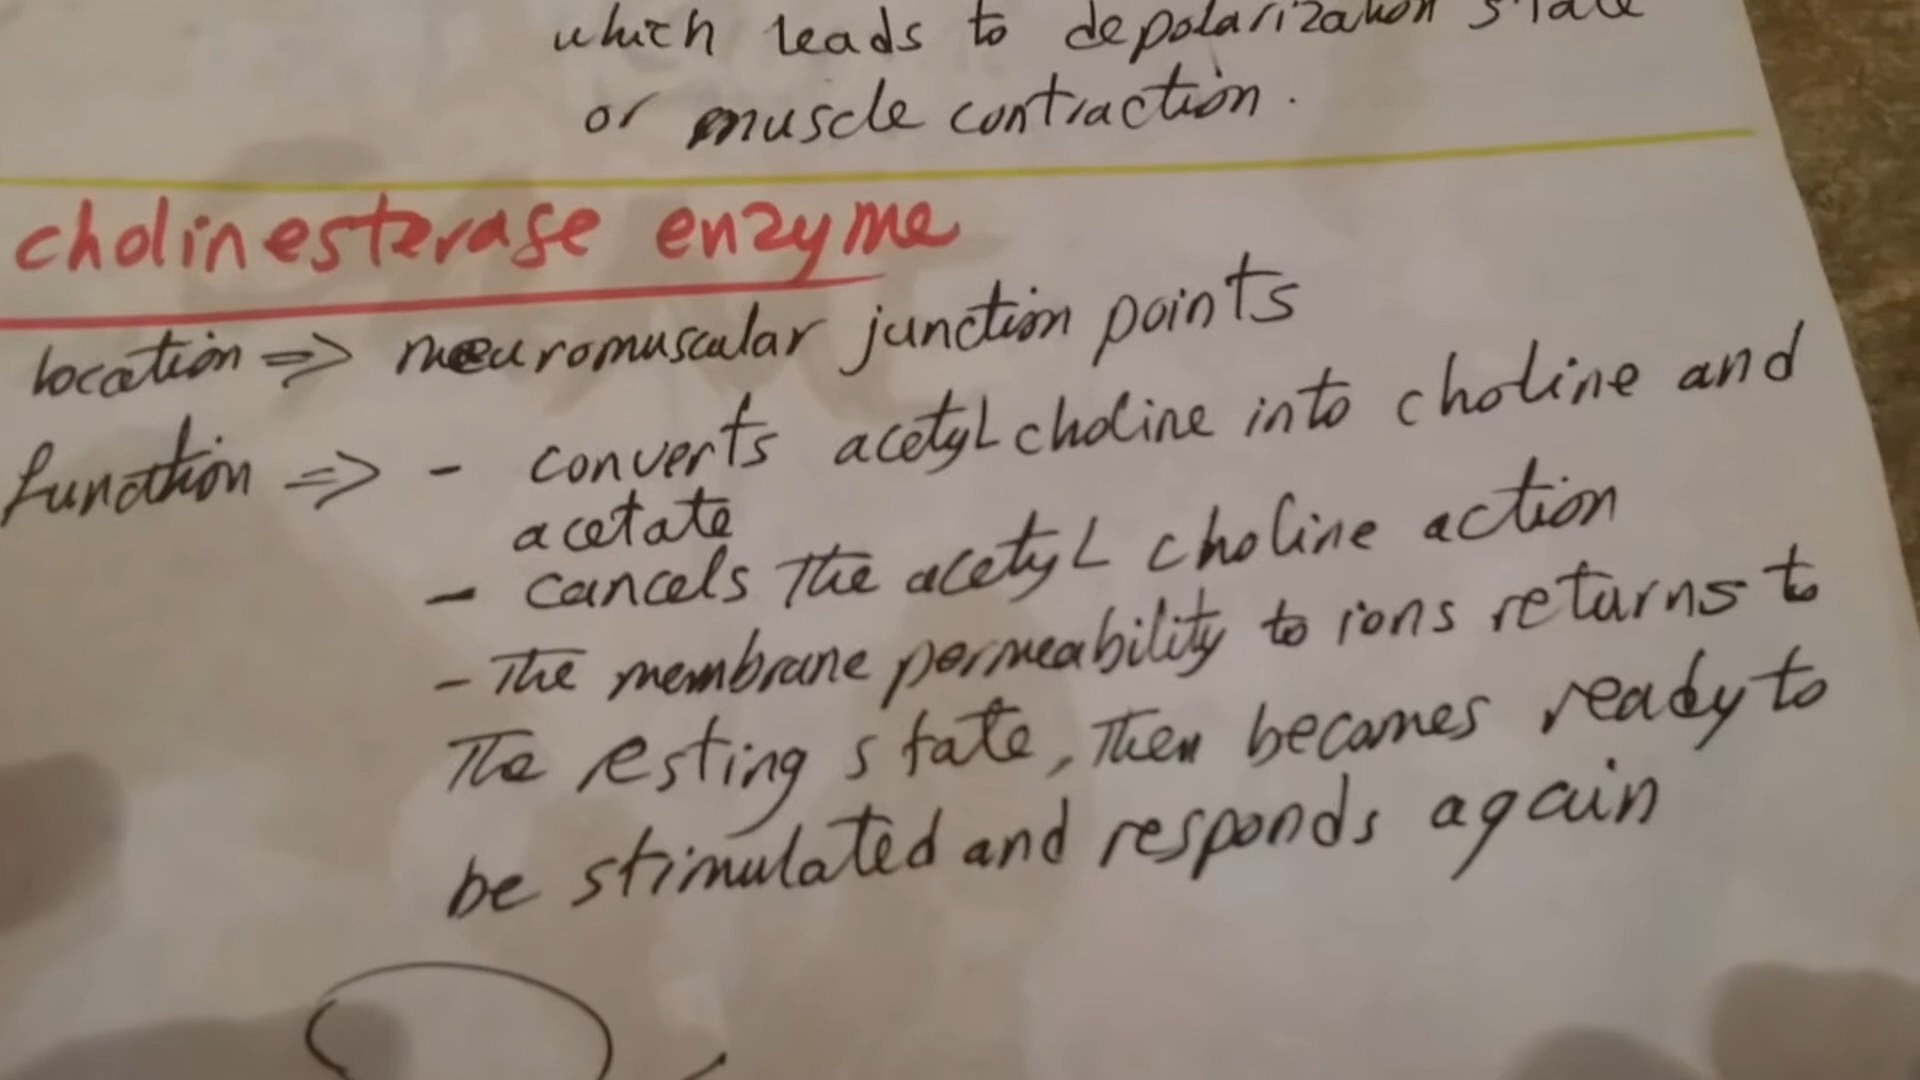 which leads to depolarization state
or muscle contraction.
cholinesterase enzyme
location => neuromuscular junction points
function => - converts acetyl choline into choline and
acetate
- cancels the acetyl choline action
- The membrane permeability to ions returns to
The resting state, Then becomes ready to
be stimulated and responds again